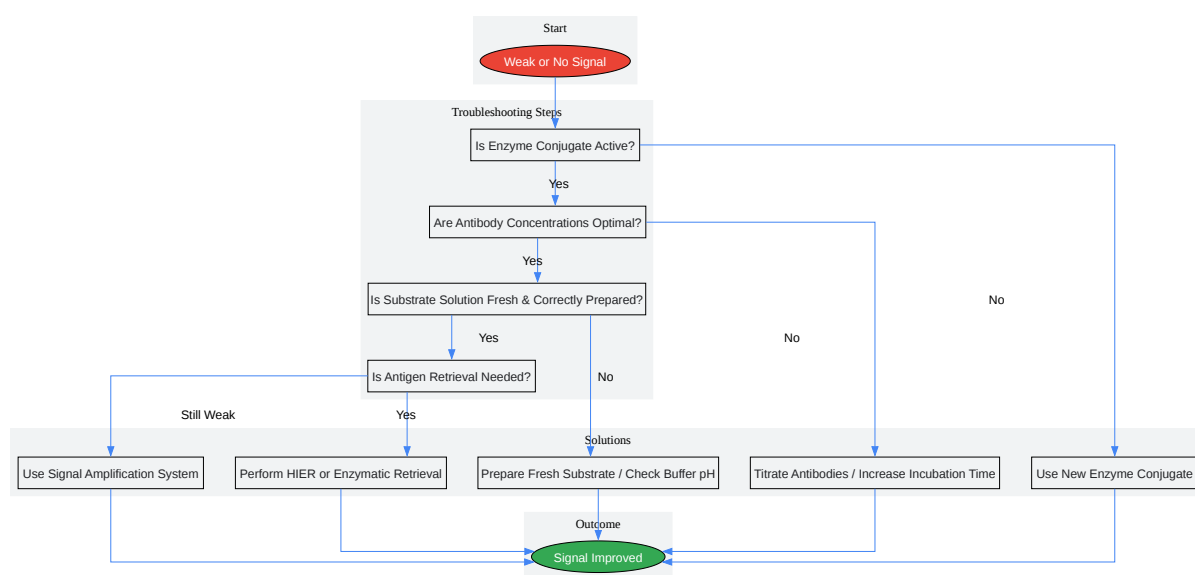 Start
Weak or No Signal
Troubleshooting Steps
Is Enzyme Conjugate Active?
Yes
Are Antibody Concentrations Optimal?
Yes
Is Substrate Solution Fresh & Correctly Prepared?
No
Yes
No
Is Antigen Retrieval Needed?
No
Still Weak
Yes
Solutions
Use Signal Amplification System
Perform HIER or Enzymatic Retrieval
Prepare Fresh Substrate / Check Buffer pH
Titrate Antibodies / Increase Incubation Time
Use New Enzyme Conjugate
Outcome
Signal Improved